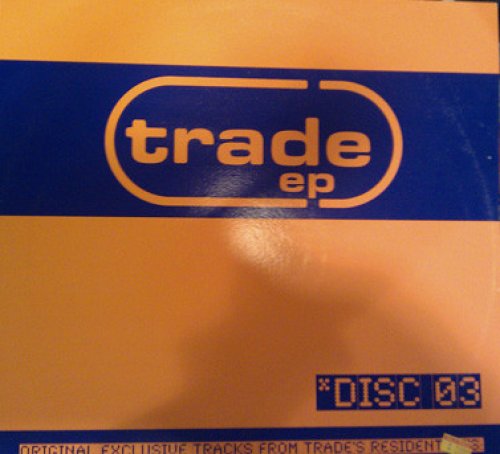 trade
ep
*DISC 03
ORIGINAL EXCLUSIVE TRACKS FROM TRADE'S RESIDENT